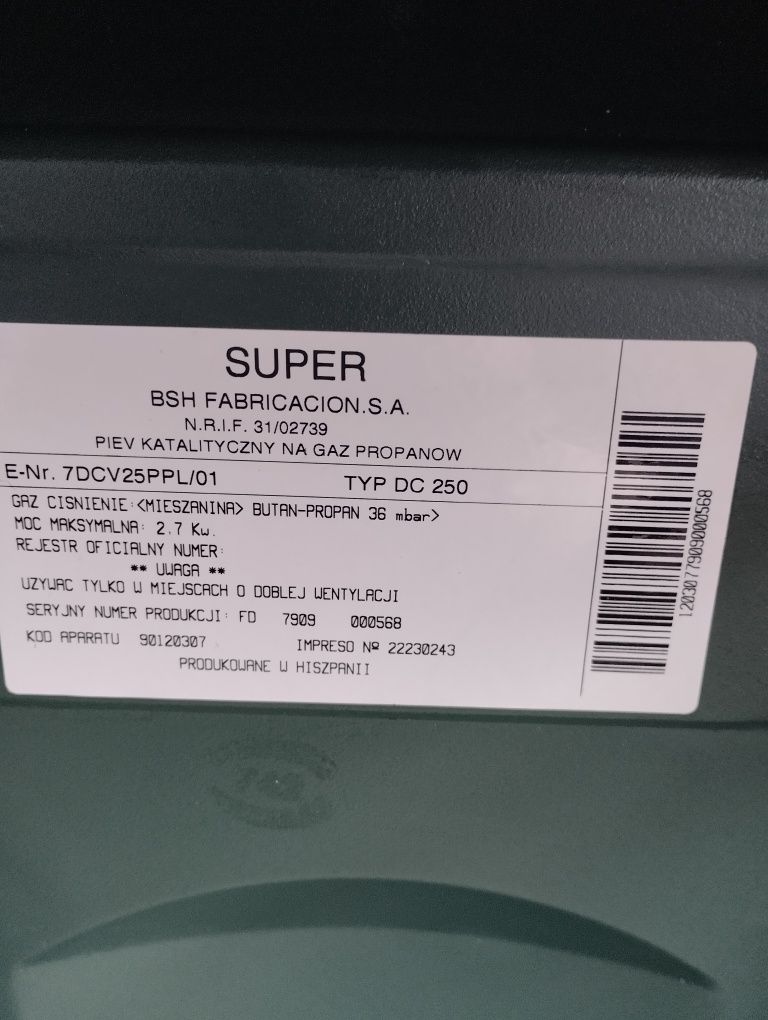 SUPER
BSH FABRICACION.S.A.
N.R.I.F. 31/02739
PIEV KATALITYCZNY NA GAZ PROPANOW
E-Nr. 7DCV25PPL/01 TYP DC 250
GAZ CISNIENIE:<MIESZANINA> BUTAN-PROPAN 36 mbar>
MOC MAKSYMALNA: 2.7 Kw.
REJESTR OFICIALNY NUMER:
** UWAGA **
UZYWAC TYLKO W MIEJSCACH O DOBLEJ WENTYLACJI
SERYJNY NUMER PRODUKCJI: FD 7909 000568
KOD APARATU 90120307 IMPRESO Nº 22230243
PRODUKOWANE W HISZPANII
1203077909000568